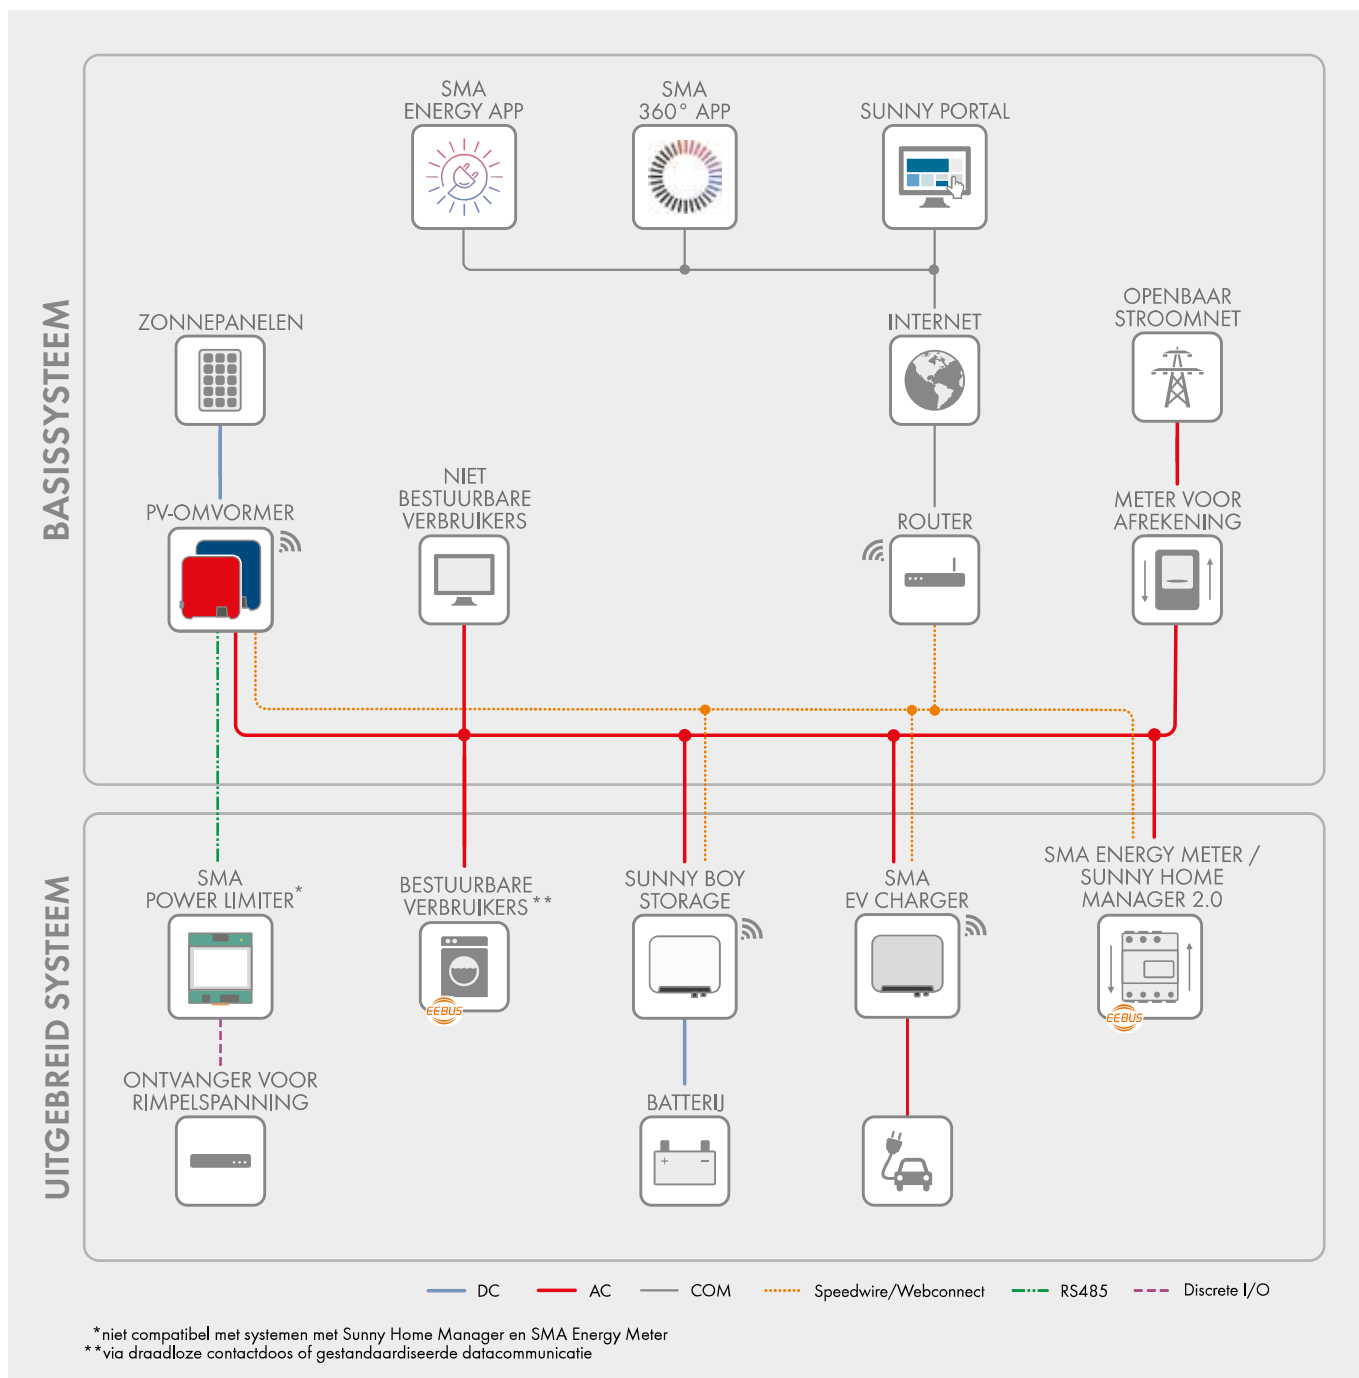 BASISSYSTEEM
SMA
ENERGY APP
SMA
360° APP
SUNNY PORTAL
ZONNEPANELEN
INTERNET
OPENBAAR
STROOMNET
PV-OMVORMER
NIET
BESTUURBARE
VERBRUIKERS
ROUTER
METER VOOR
AFREKENING
UITGEBREID SYSTEEM
SMA
POWER LIMITER*
BESTUURBARE
VERBRUIKERS**
EEBUS
SUNNY BOY
STORAGE
SMA
EV CHARGER
SMA ENERGY METER /
SUNNY HOME
MANAGER 2.0
EEBUS
ONTVANGER VOOR
RIMPELSPANNING
BATTERIJ
+ −
DC AC COM Speedwire/Webconnect RS485 Discrete I/O
*niet compatibel met systemen met Sunny Home Manager en SMA Energy Meter
**via draadloze contactdoos of gestandaardiseerde datacommunicatie